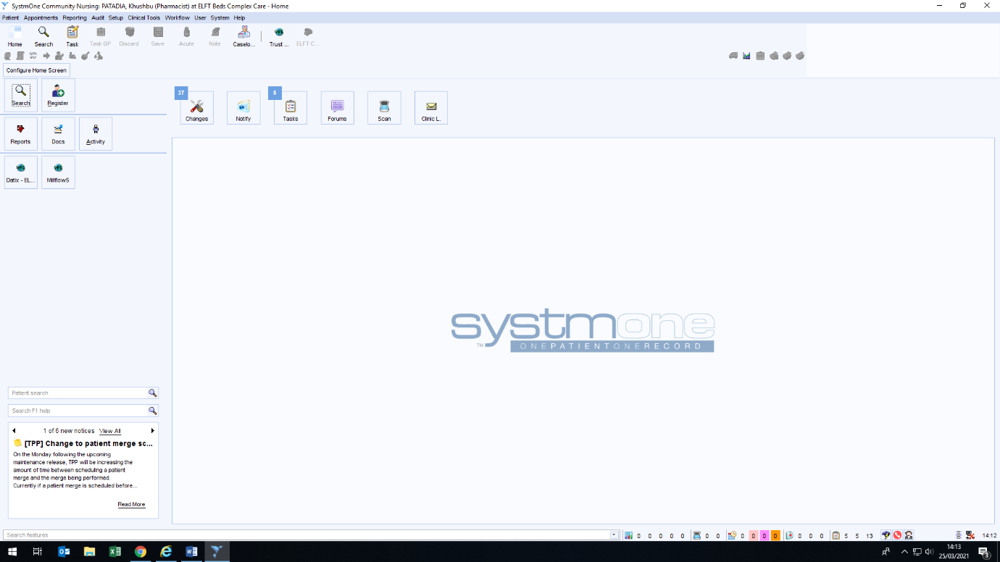 SystmOne Community Nursing: PATADIA, Khushbu (Pharmacist) at ELFT Beds Complex Care - Home
Patient Appointments Reporting Audit Setup Clinical Tools Workflow User System Help
Home Search Task Task GP Discard Save Acute Note Caselo... Trust ... ELFT C...
Configure Home Screen
Search Register
37 Changes Notify 5 Tasks Forums Scan Clinic L.
Reports Docs Activity
Datix - EL... Millflow5
systmone
TM ONEPATIENTONERECORD
Patient search
Search F1 help
1 of 6 new notices View All
[TPP] Change to patient merge sc...
On the Monday following the upcoming
maintenance release, TPP will be increasing the
amount of time between scheduling a patient
merge and the merge being performed.
Currently if a patient merge is scheduled before...
Read More
Search features
0 0 0 0 0 0 0 0 0 0 0 0 0 0 5 5 13 14:12
14:13
25/03/2021
3